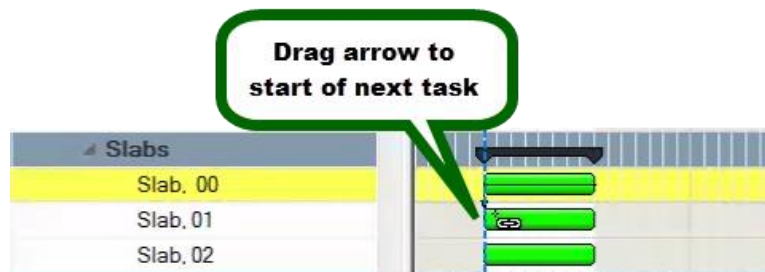 Drag arrow to
start of next task
Slabs
Slab, 00
Slab, 01
Slab, 02